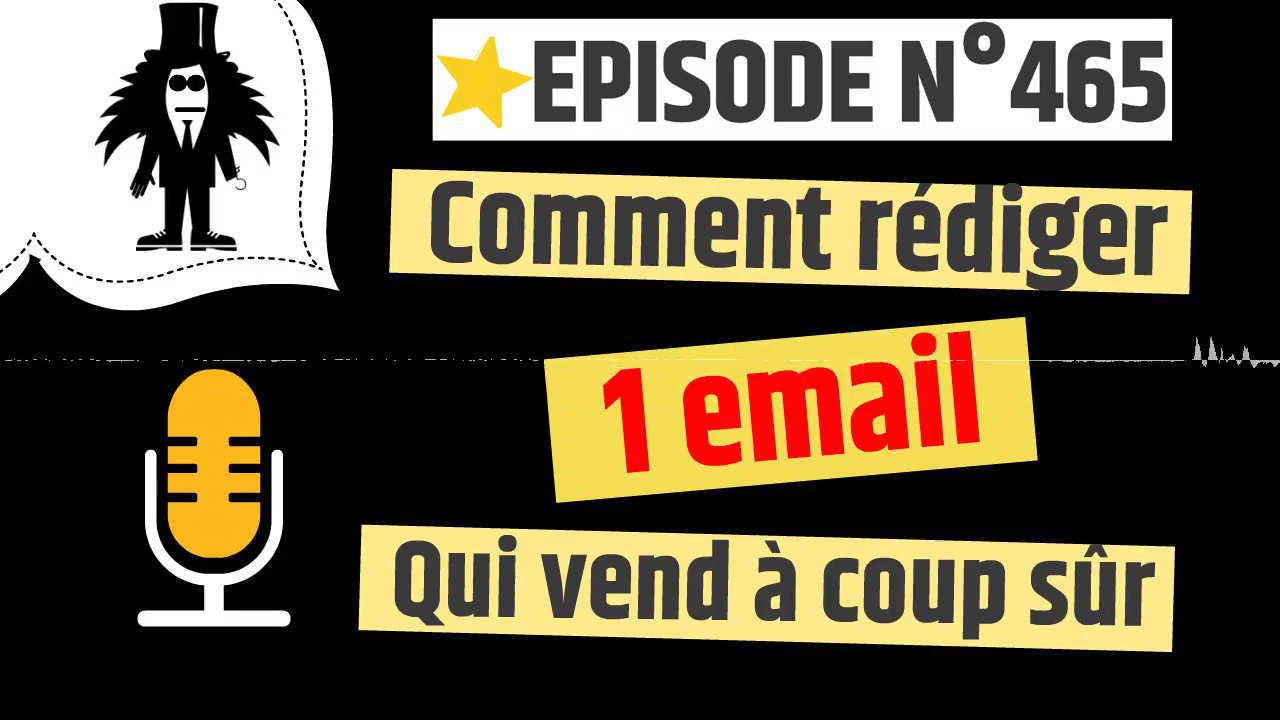 EPISODE N°465
Comment rédiger
1 email
Qui vend à coup sûr